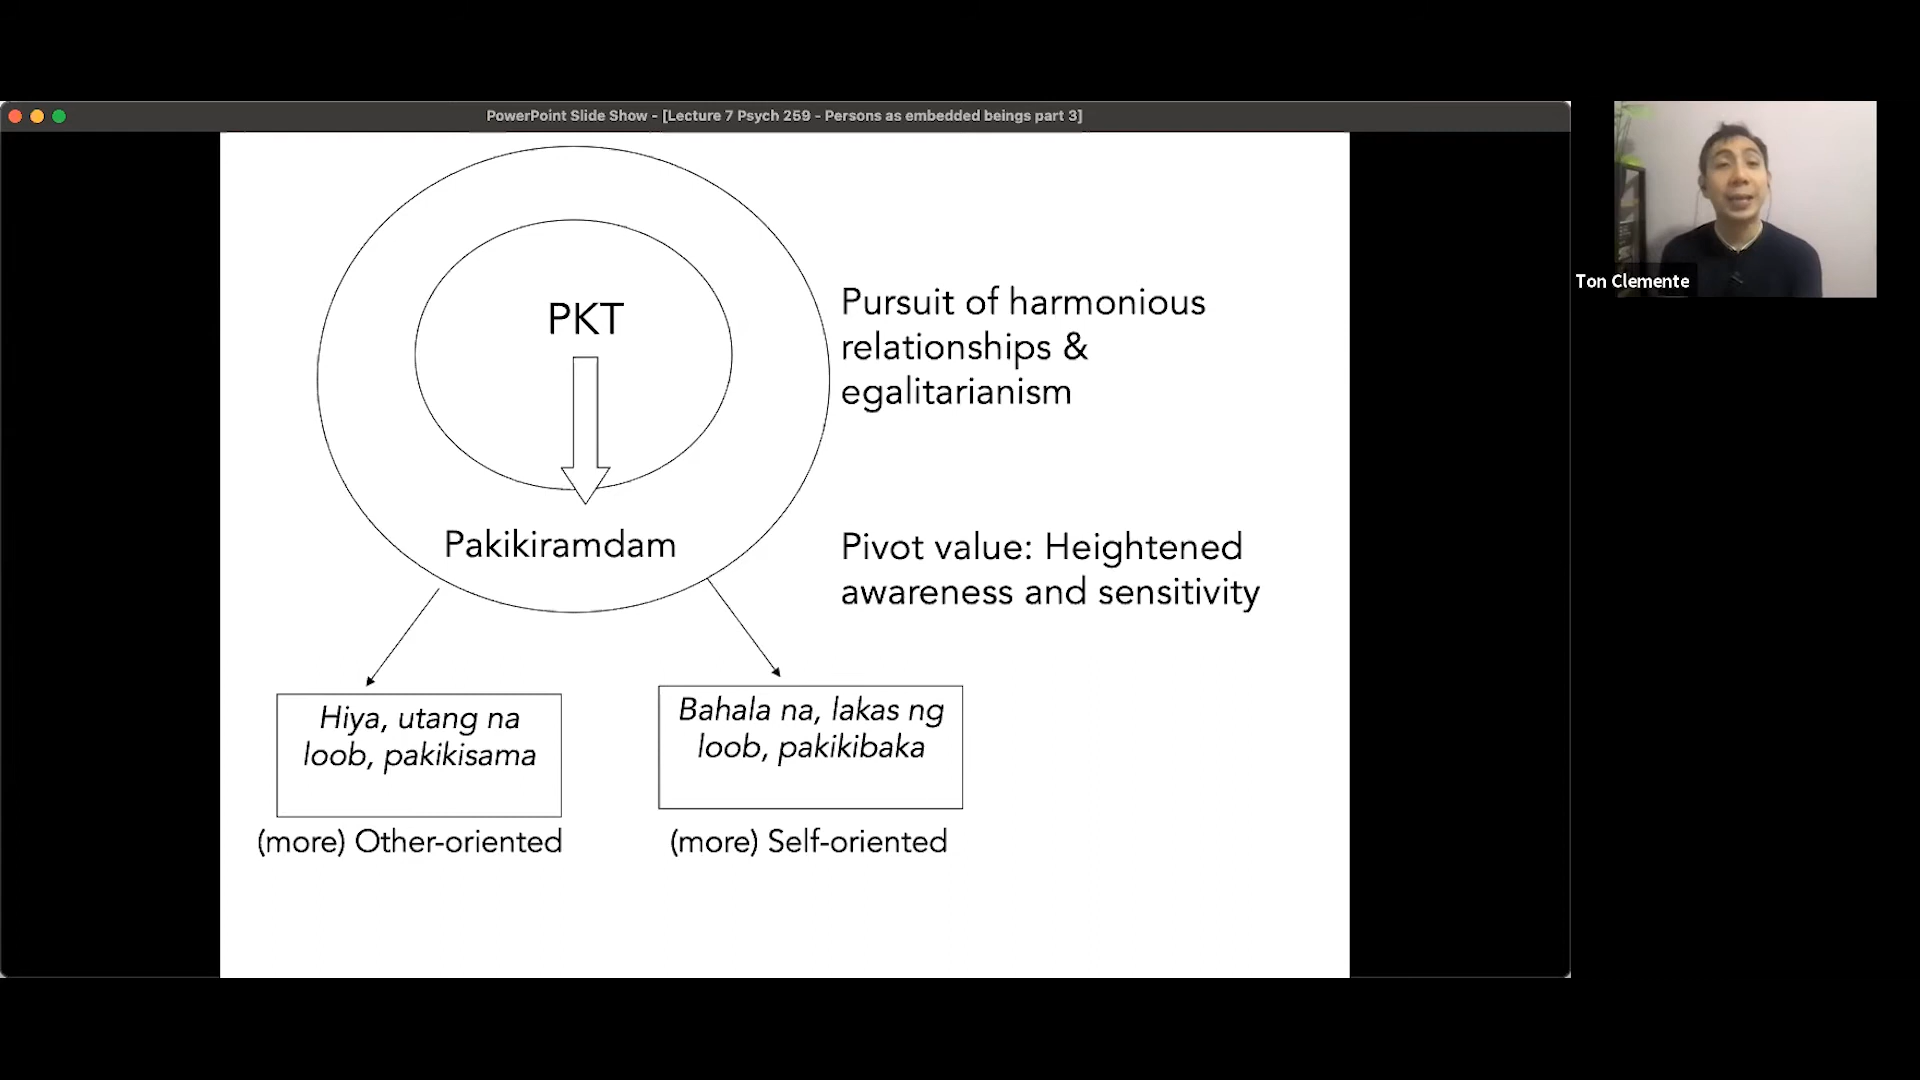 PowerPoint Slide Show - [Lecture 7 Psych 259 - Persons as embedded beings part 3]
PKT
Pursuit of harmonious
relationships &
egalitarianism
Pakikiramdam
Pivot value: Heightened
awareness and sensitivity
Hiya, utang na
loob, pakikisama
(more) Other-oriented
Bahala na, lakas ng
loob, pakikibaka
(more) Self-oriented
Ton Clemente